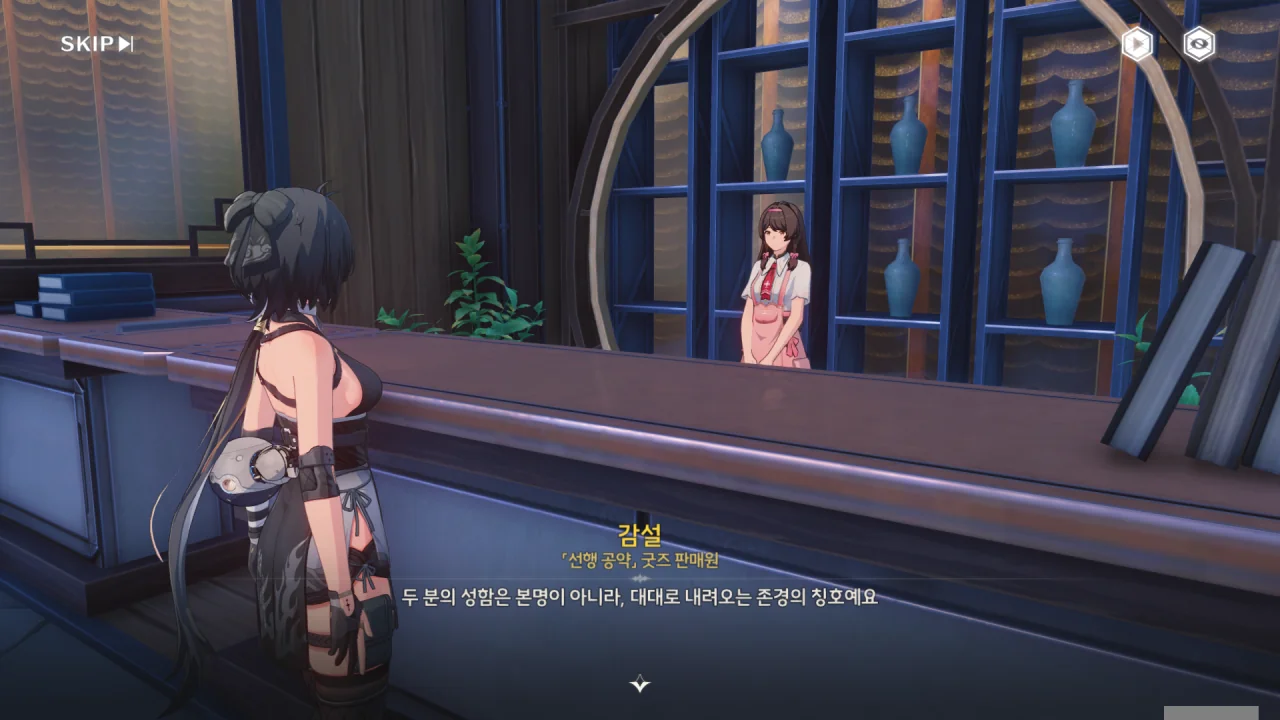 SKIP
감설
「선행 공약」 굿즈 판매원
두 분의 성함은 본명이 아니라, 대대로 내려오는 존경의 칭호예요